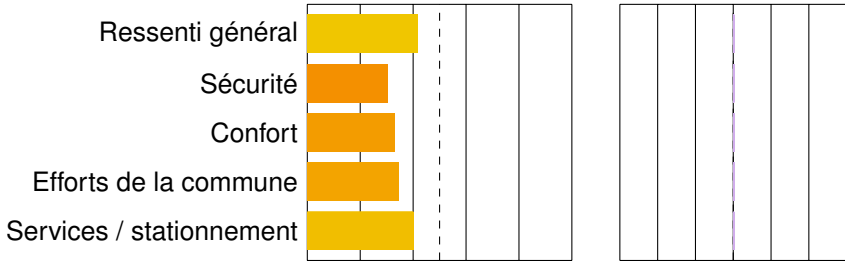 Ressenti général
Sécurité
Confort
Efforts de la commune
Services / stationnement